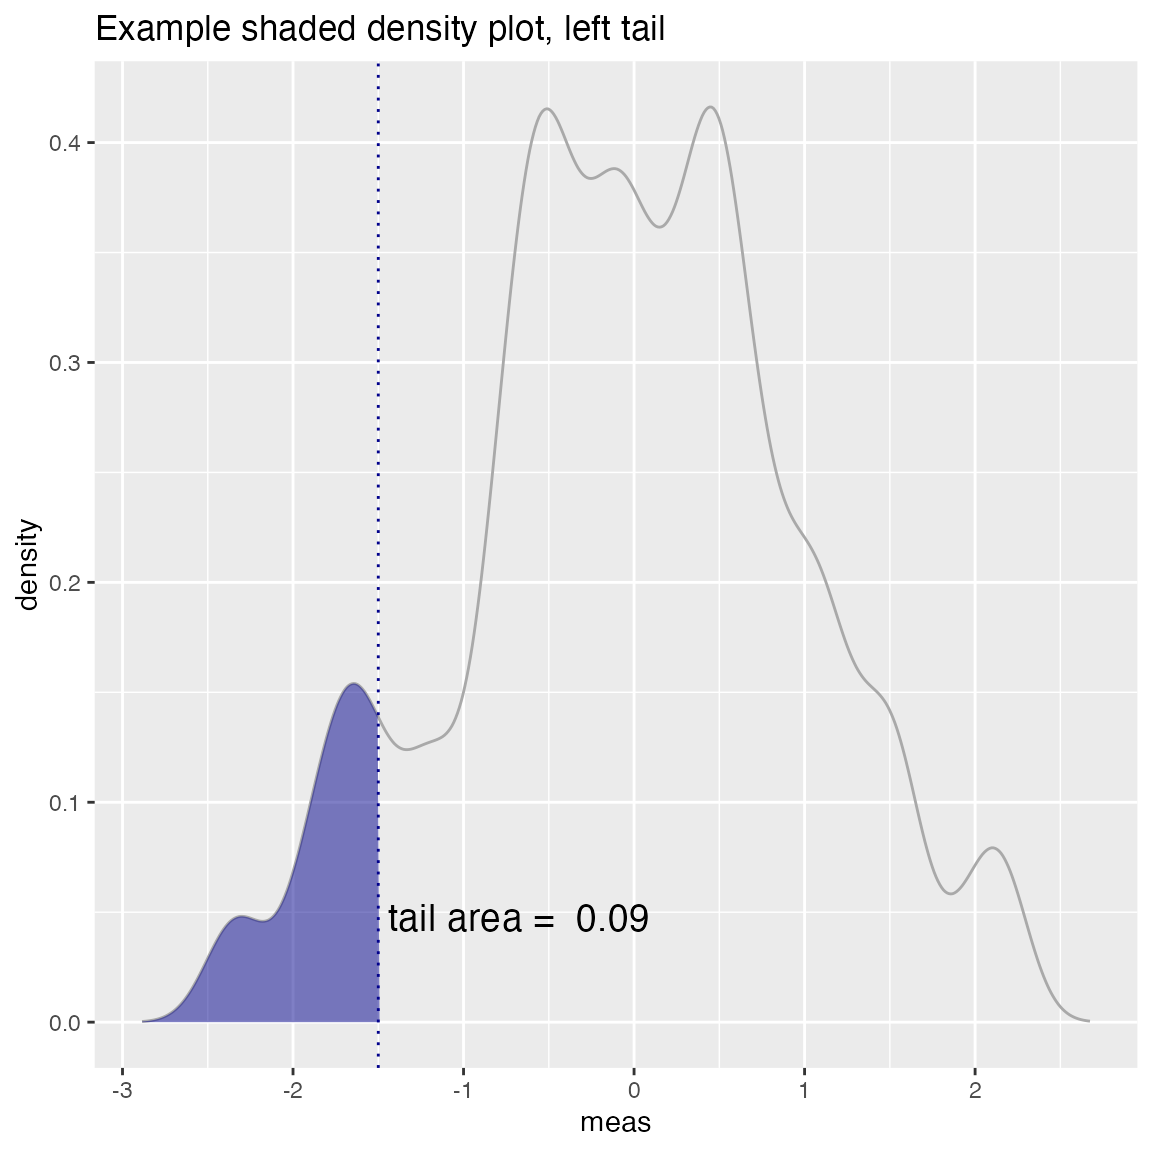 Example shaded density plot, left tail
0.4
0.3
0.2
0.1
0.0
density
tail area =  0.09
-3 -2 -1 0 1 2
meas